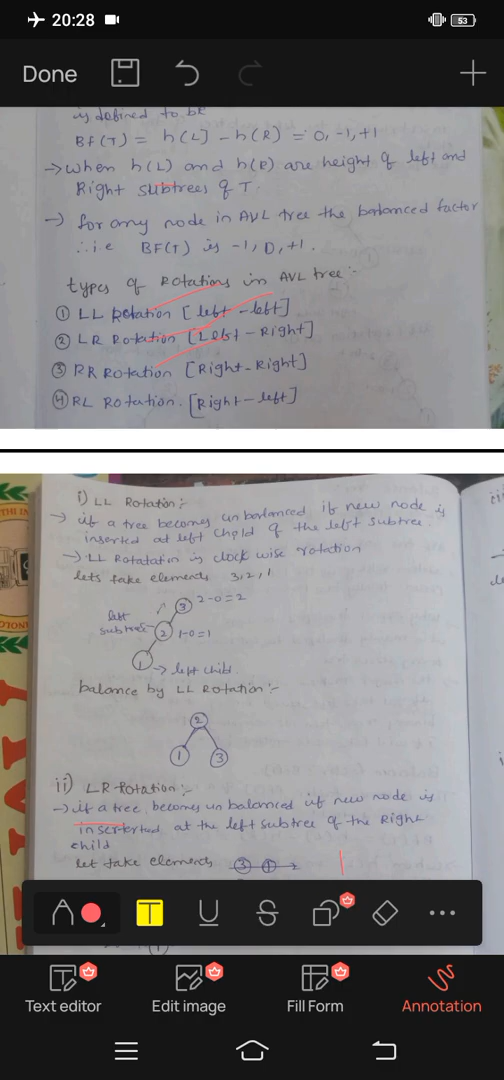 20:28
53
Done
is defined to be
BF(T) = h(L) - h(R) = 0, -1, +1
→ when h(L) and h(R) are height of left and
Right subtrees of T.
→ for any node in AVL tree the balanced factor
∴ i.e BF(T) is -1, 0, +1.
types of Rotations in AVL tree:-
① LL Rotation [left-left]
② LR Rotation [Left-Right]
③ RR Rotation [Right-Right]
④ RL Rotation. [Right-left]
i) LL Rotation:-
→ if a tree becomes unbalanced if new node is
inserted at left child of the left subtree.
→ LL Rotatation is clock wise rotation
lets take elements 3,2,1
3 2-0=2
left
subtree 2 1-0=1
1 → left child
balance by LL Rotation:-
2
1 3
ii) LR-Rotation:-
→ if a tree becomes unbalanced if new node is
inserterted at the left subtree of the Right
child
let take elements 3 1
T U S
Text editor
Edit image
Fill Form
Annotation